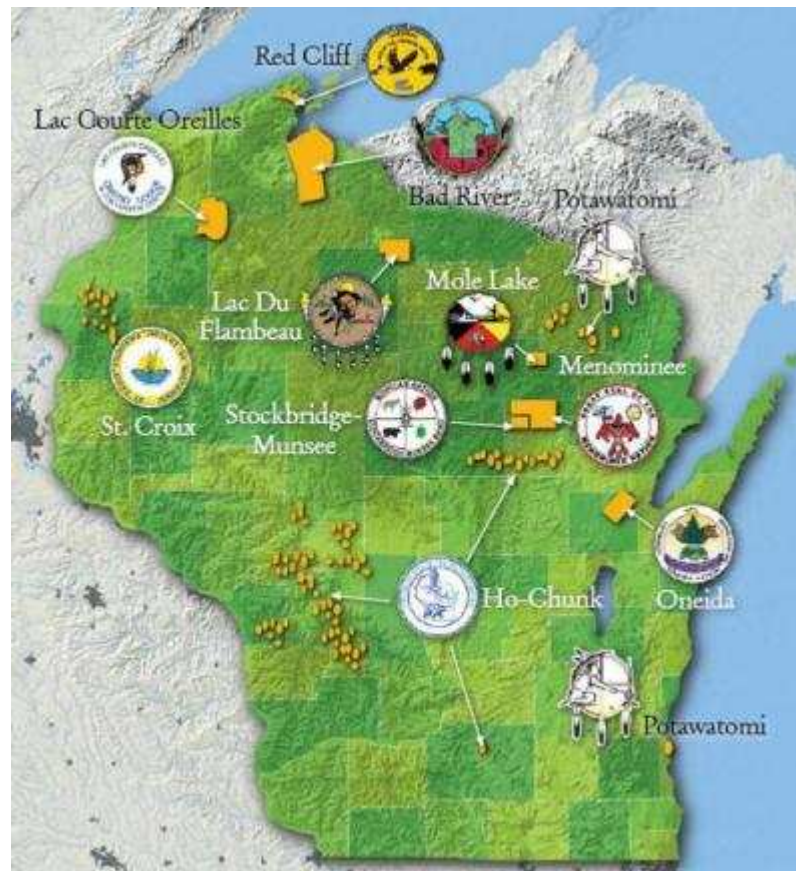 Red Cliff
Lac Courte Oreilles
Bad River
Potawatomi
Lac Du
Flambeau
Mole Lake
Menominee
St. Croix
Stockbridge-
Munsee
Ho-Chunk
Oneida
Potawatomi